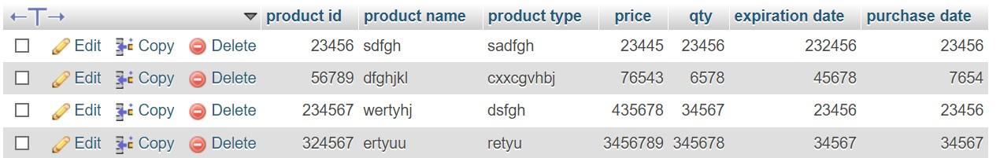 product id product name product type price qty expiration date purchase date
Edit Copy Delete 23456 sdfgh sadfgh 23445 23456 232456 23456
Edit Copy Delete 56789 dfghjkl cxxcgvhbj 76543 6578 45678 7654
Edit Copy Delete 234567 wertyhj dsfgh 435678 34567 23456 23456
Edit Copy Delete 324567 ertyuu retyu 3456789 345678 34567 34567